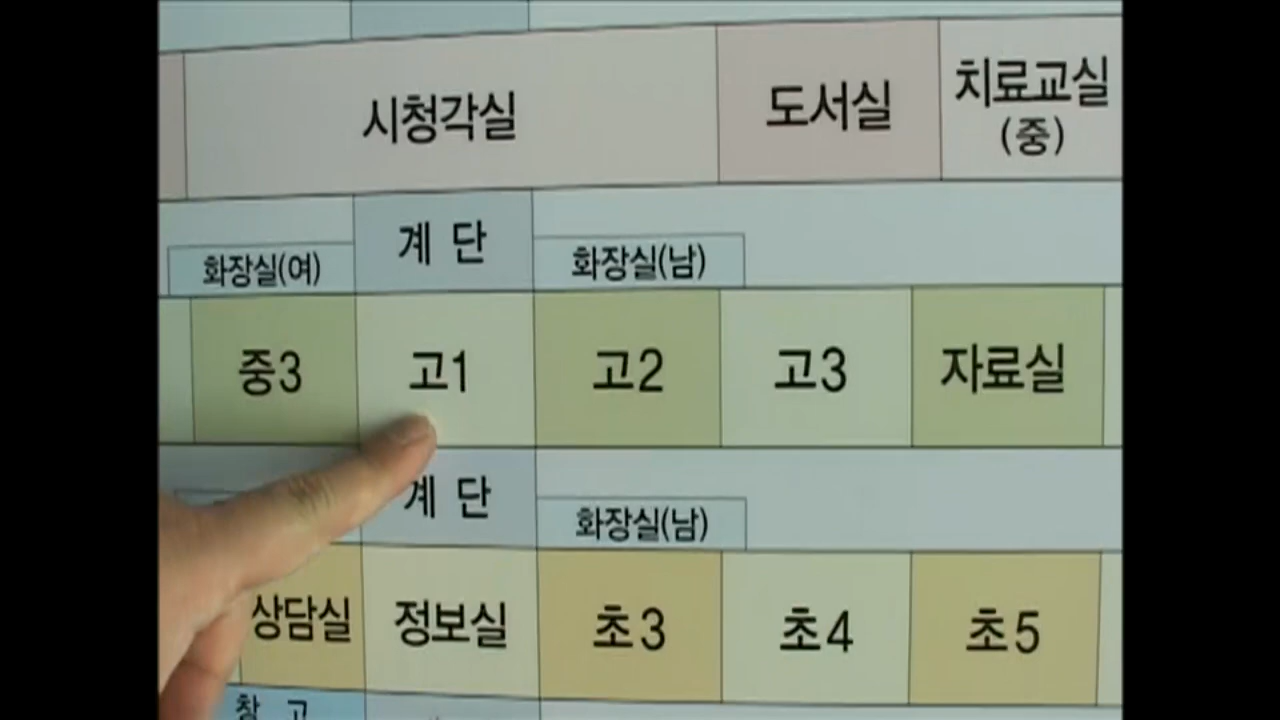 시청각실 도서실 치료교실
(중)
화장실(여) 계 단 화장실(남)
중3 고1 고2 고3 자료실
계 단 화장실(남)
상담실 정보실 초3 초4 초5
창 고